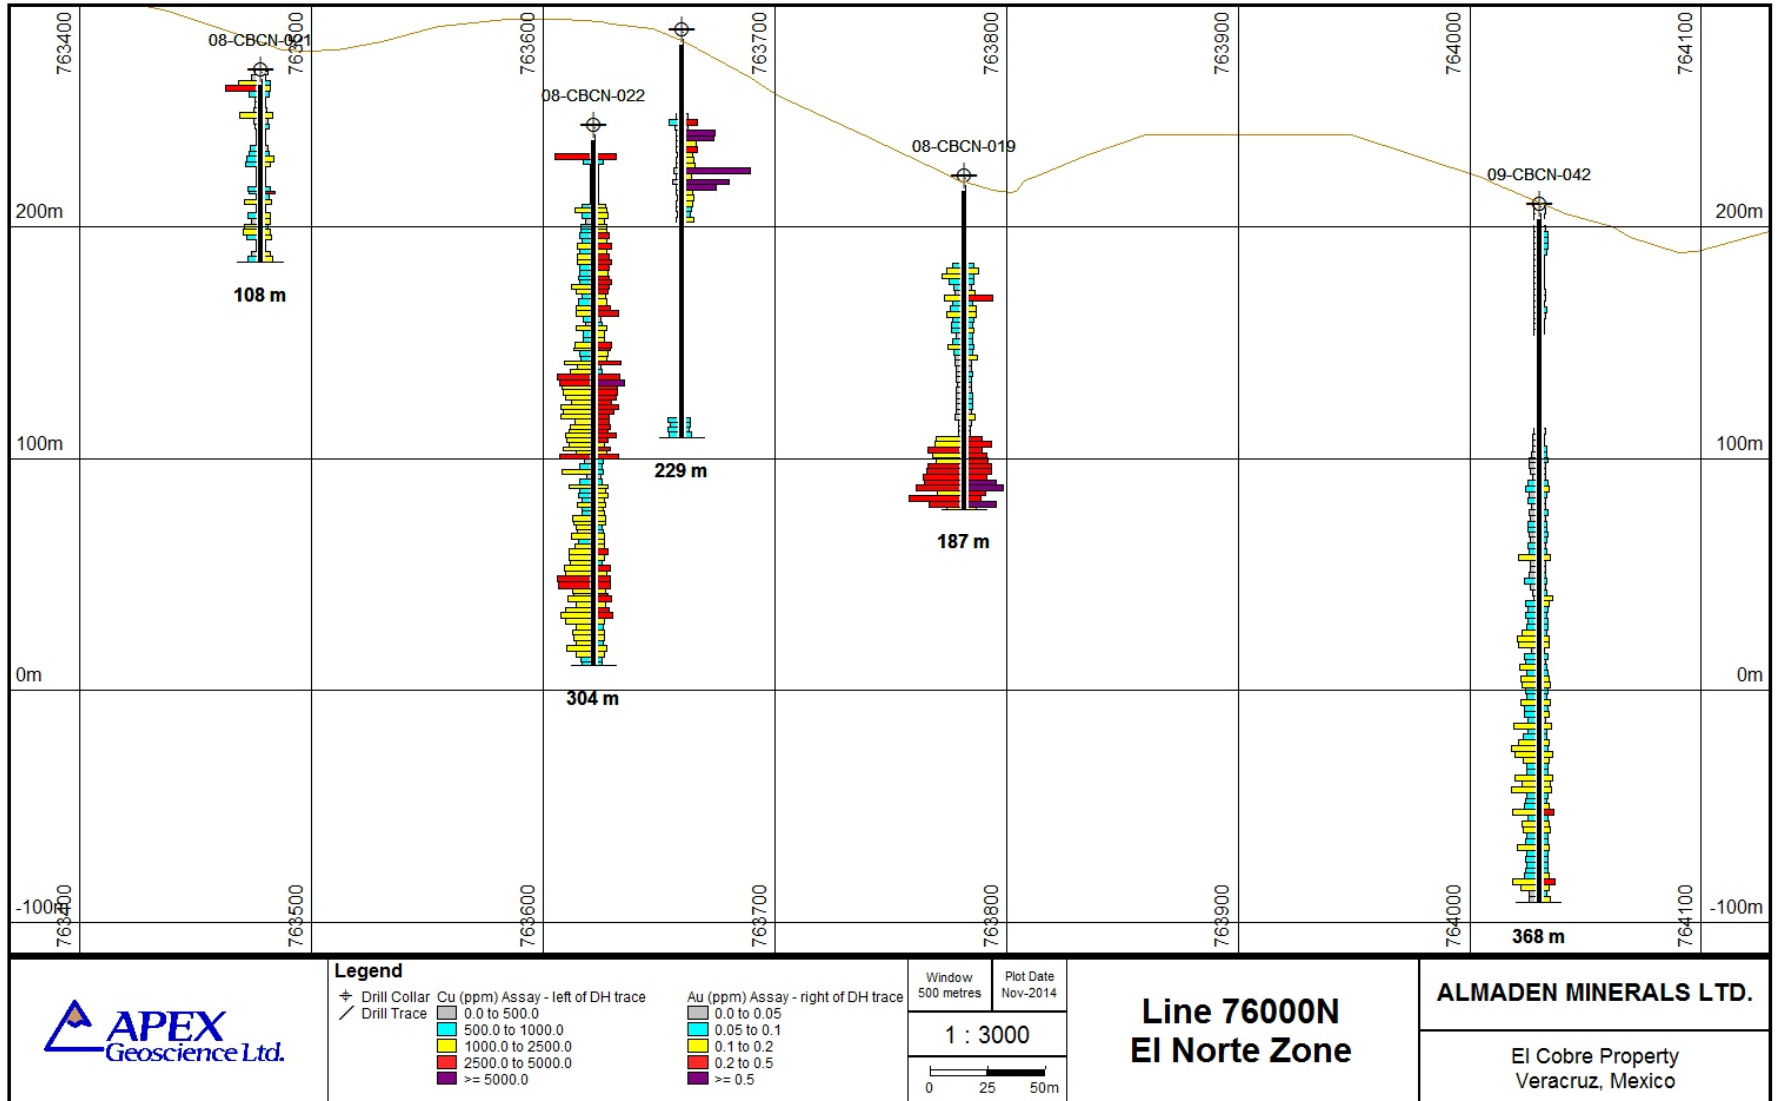 763400
763500
763600
763700
763800
763900
764000
764100
08-CBCN-021
08-CBCN-022
08-CBCN-019
09-CBCN-042
200m
200m
108 m
100m
100m
229 m
187 m
0m
0m
304 m
-100m
-100m
763400
763500
763600
763700
763800
763900
764000
764100
368 m
APEX
Geoscience Ltd.
Legend
Drill Collar
Drill Trace
Cu (ppm) Assay - left of DH trace
0.0 to 500.0
500.0 to 1000.0
1000.0 to 2500.0
2500.0 to 5000.0
>= 5000.0
Au (ppm) Assay - right of DH trace
0.0 to 0.05
0.05 to 0.1
0.1 to 0.2
0.2 to 0.5
>= 0.5
Window
500 metres
Plot Date
Nov-2014
1 : 3000
0 25 50m
Line 76000N
El Norte Zone
ALMADEN MINERALS LTD.
El Cobre Property
Veracruz, Mexico